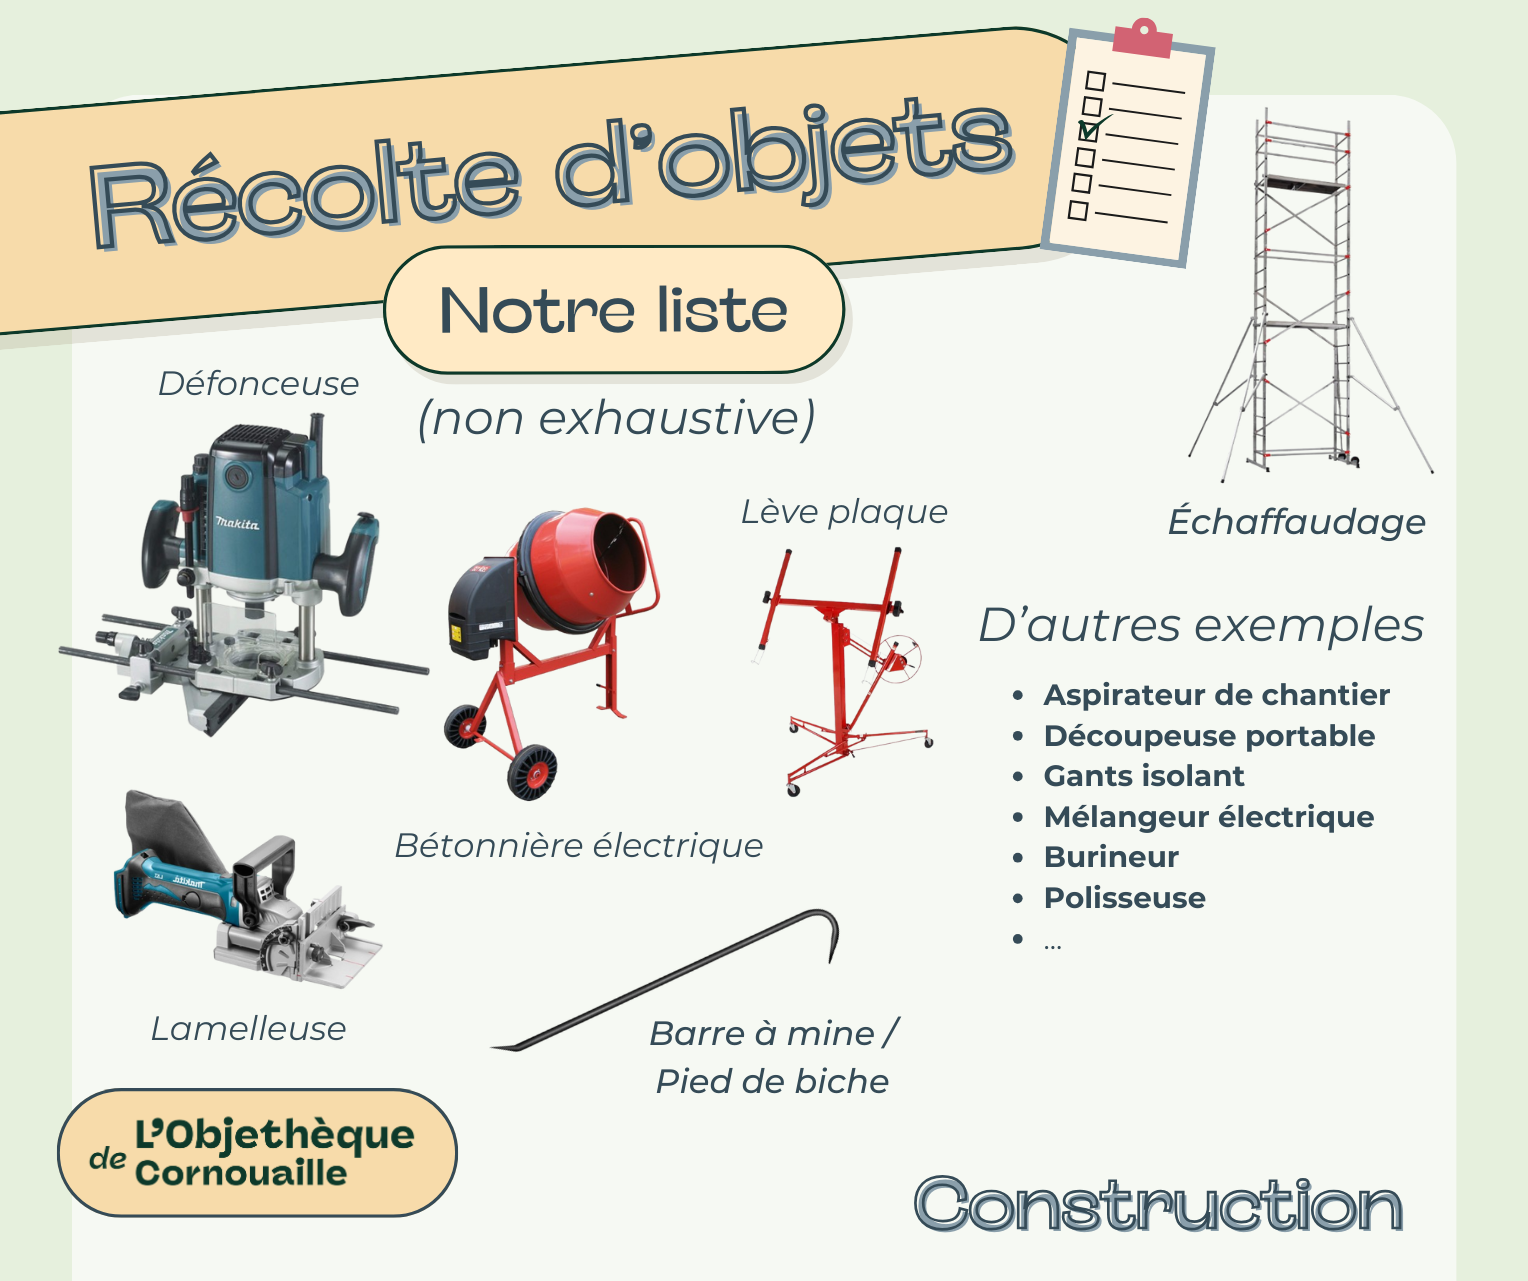 Récolte d'objets
Notre liste
(non exhaustive)
Défonceuse
makita
Lève plaque
Échaffaudage
Bétonnière électrique
D'autres exemples
• Aspirateur de chantier
• Découpeuse portable
• Gants isolant
• Mélangeur électrique
• Burineur
• Polisseuse
• ...
makita
Lamelleuse
Barre à mine /
Pied de biche
L'Objethèque
de Cornouaille
Construction